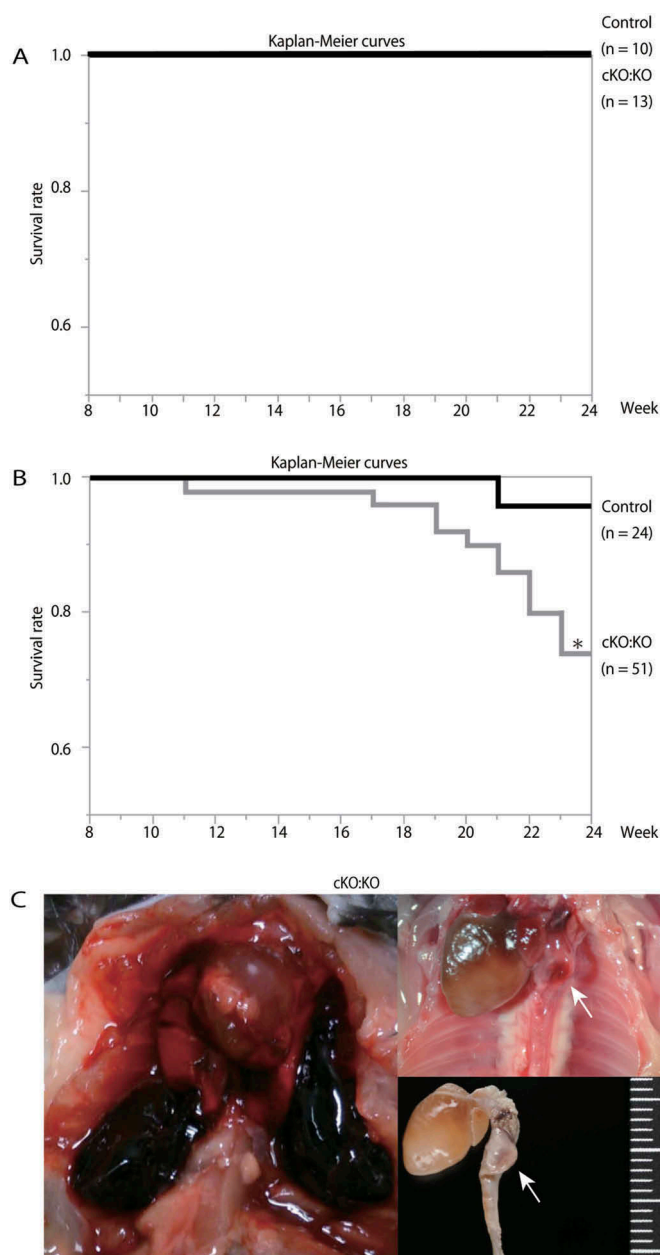 A
Kaplan-Meier curves
Control
(n = 10)
cKO:KO
(n = 13)
Survival rate
1.0
0.8
0.6
8 10 12 14 16 18 20 22 24 Week
B
Kaplan-Meier curves
Control
(n = 24)
cKO:KO
(n = 51)
*
Survival rate
1.0
0.8
0.6
8 10 12 14 16 18 20 22 24 Week
C
cKO:KO